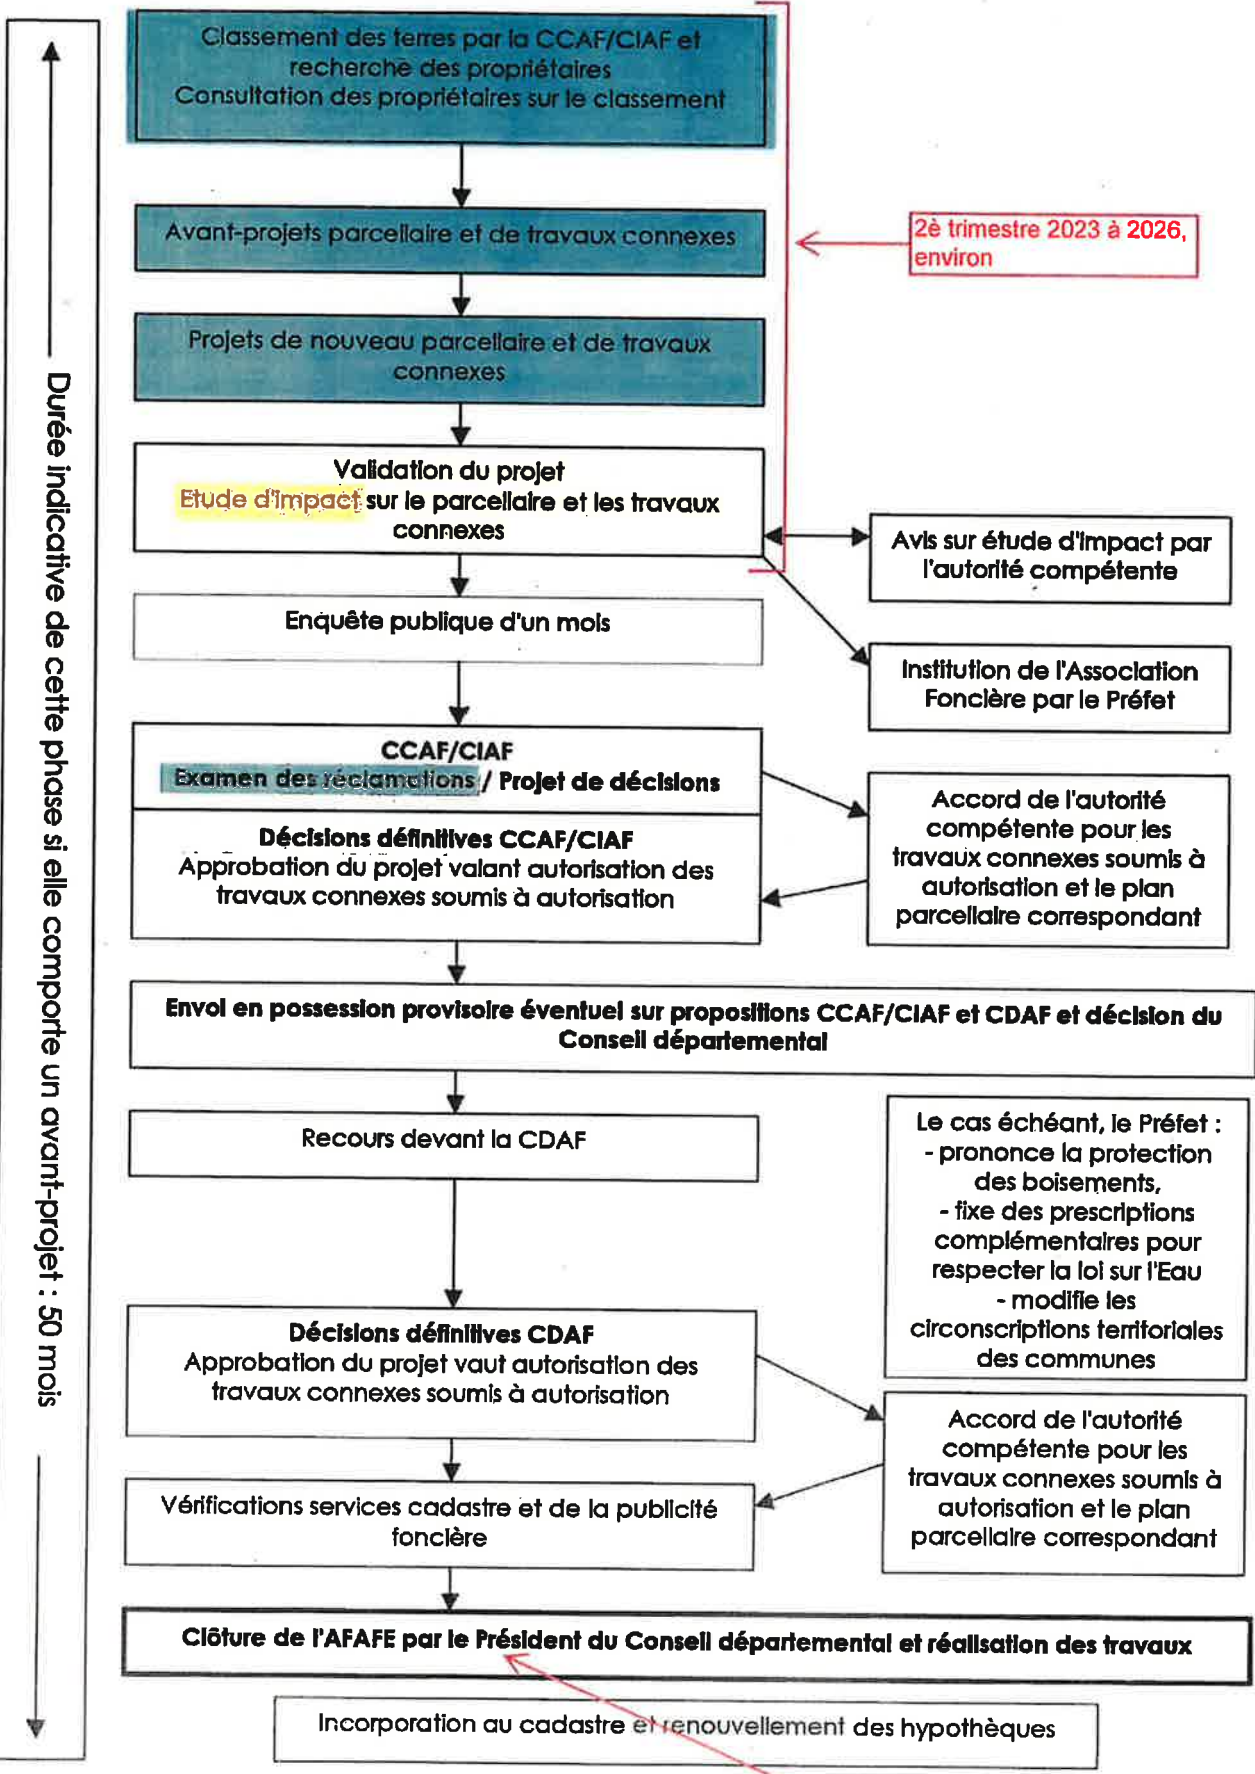 Classement des terres par la CCAF/CIAF et
recherche des propriétaires
Consultation des propriétaires sur le classement
Avant-projets parcellaire et de travaux connexes
2è trimestre 2023 à 2026,
environ
Projets de nouveau parcellaire et de travaux
connexes
Validation du projet
Etude d'impact sur le parcellaire et les travaux
connexes
Avis sur étude d'impact par
l'autorité compétente
Enquête publique d'un mois
Institution de l'Association
Foncière par le Préfet
CCAF/CIAF
Examen des réclamations / Projet de décisions
Décisions définitives CCAF/CIAF
Approbation du projet valant autorisation des
travaux connexes soumis à autorisation
Accord de l'autorité
compétente pour les
travaux connexes soumis à
autorisation et le plan
parcellaire correspondant
Envoi en possession provisoire éventuel sur propositions CCAF/CIAF et CDAF et décision du
Conseil départemental
Recours devant la CDAF
Le cas échéant, le Préfet :
- prononce la protection
des boisements,
- fixe des prescriptions
complémentaires pour
respecter la loi sur l'Eau
- modifie les
circonscriptions territoriales
des communes
Décisions définitives CDAF
Approbation du projet vaut autorisation des
travaux connexes soumis à autorisation
Accord de l'autorité
compétente pour les
travaux connexes soumis à
autorisation et le plan
parcellaire correspondant
Vérifications services cadastre et de la publicité
foncière
Clôture de l'AFAFE par le Président du Conseil départemental et réalisation des travaux
Incorporation au cadastre et renouvellement des hypothèques
Durée indicative de cette phase si elle comporte un avant-projet : 50 mois